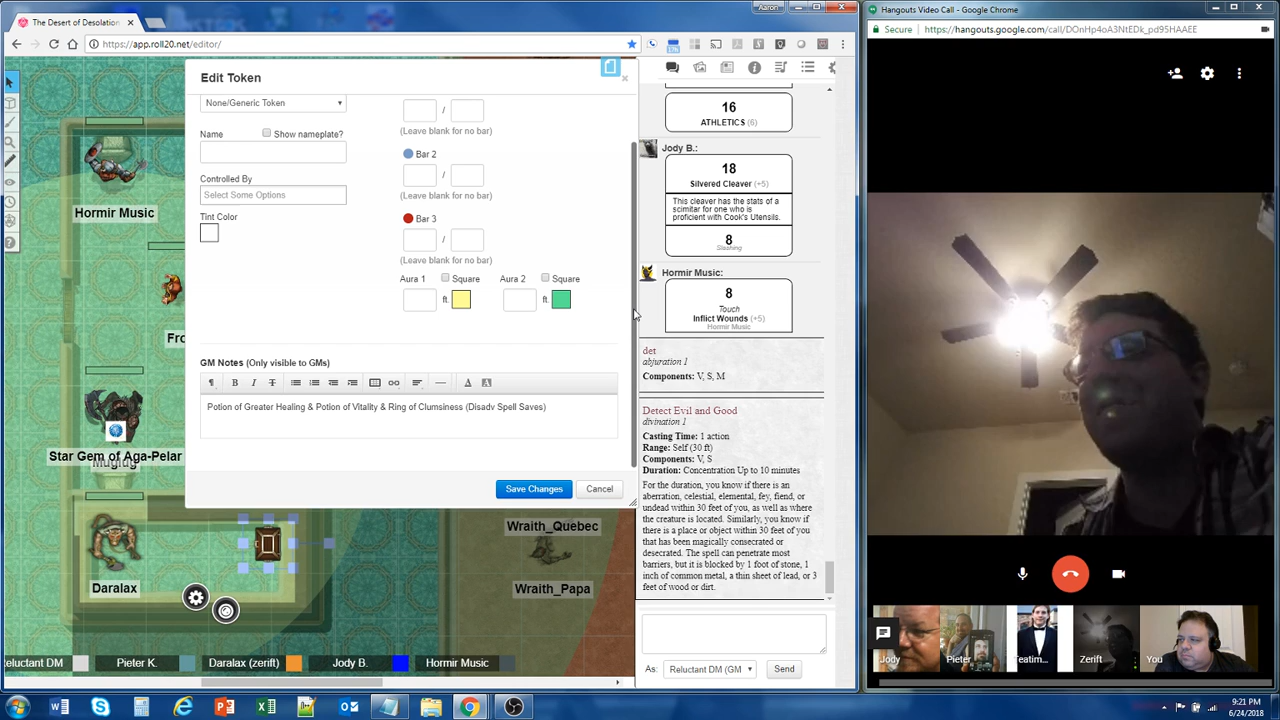 The Desert of Desolation
Aaron
https://app.roll20.net/editor/
Edit Token
None/Generic Token
/
(Leave blank for no bar)
Name
Show nameplate?
Bar 2
/
(Leave blank for no bar)
Controlled By
Select Some Options
Tint Color
Bar 3
/
(Leave blank for no bar)
Aura 1
Square
Aura 2
Square
ft.
ft.
GM Notes (Only visible to GMs)
Potion of Greater Healing & Potion of Vitality & Ring of Clumsiness (Disadv Spell Saves)
Save Changes
Cancel
Hormir Music
Fro
Star Gem of Aga-Pelar
Daralax
Wraith_Quebec
Wraith_Papa
Reluctant DM
Pieter K.
Daralax (zerift)
Jody B.
Hormir Music
16
ATHLETICS (6)
Jody B.:
18
Silvered Cleaver (+5)
This cleaver has the stats of a
scimitar for one who is
proficient with Cook's Utensils.
8
Slashing
Hormir Music:
8
Touch
Inflict Wounds (+5)
Hormir Music
det
abjuration 1
Components: V, S, M
Detect Evil and Good
divination 1
Casting Time: 1 action
Range: Self (30 ft)
Components: V, S
Duration: Concentration Up to 10 minutes
For the duration, you know if there is an
aberration, celestial, elemental, fey, fiend, or
undead within 30 feet of you, as well as where
the creature is located. Similarly, you know if
there is a place or object within 30 feet of you
that has been magically consecrated or
desecrated. The spell can penetrate most
barriers, but it is blocked by 1 foot of stone, 1
inch of common metal, a thin sheet of lead, or 3
feet of wood or dirt.
As:
Reluctant DM (GM
Send
Hangouts Video Call - Google Chrome
Secure
https://hangouts.google.com/call/DOnHp4oA3NtEDk_pd95HAAEE
Jody
Pieter
Teatim...
Zerift
You
9:21 PM
6/24/2018